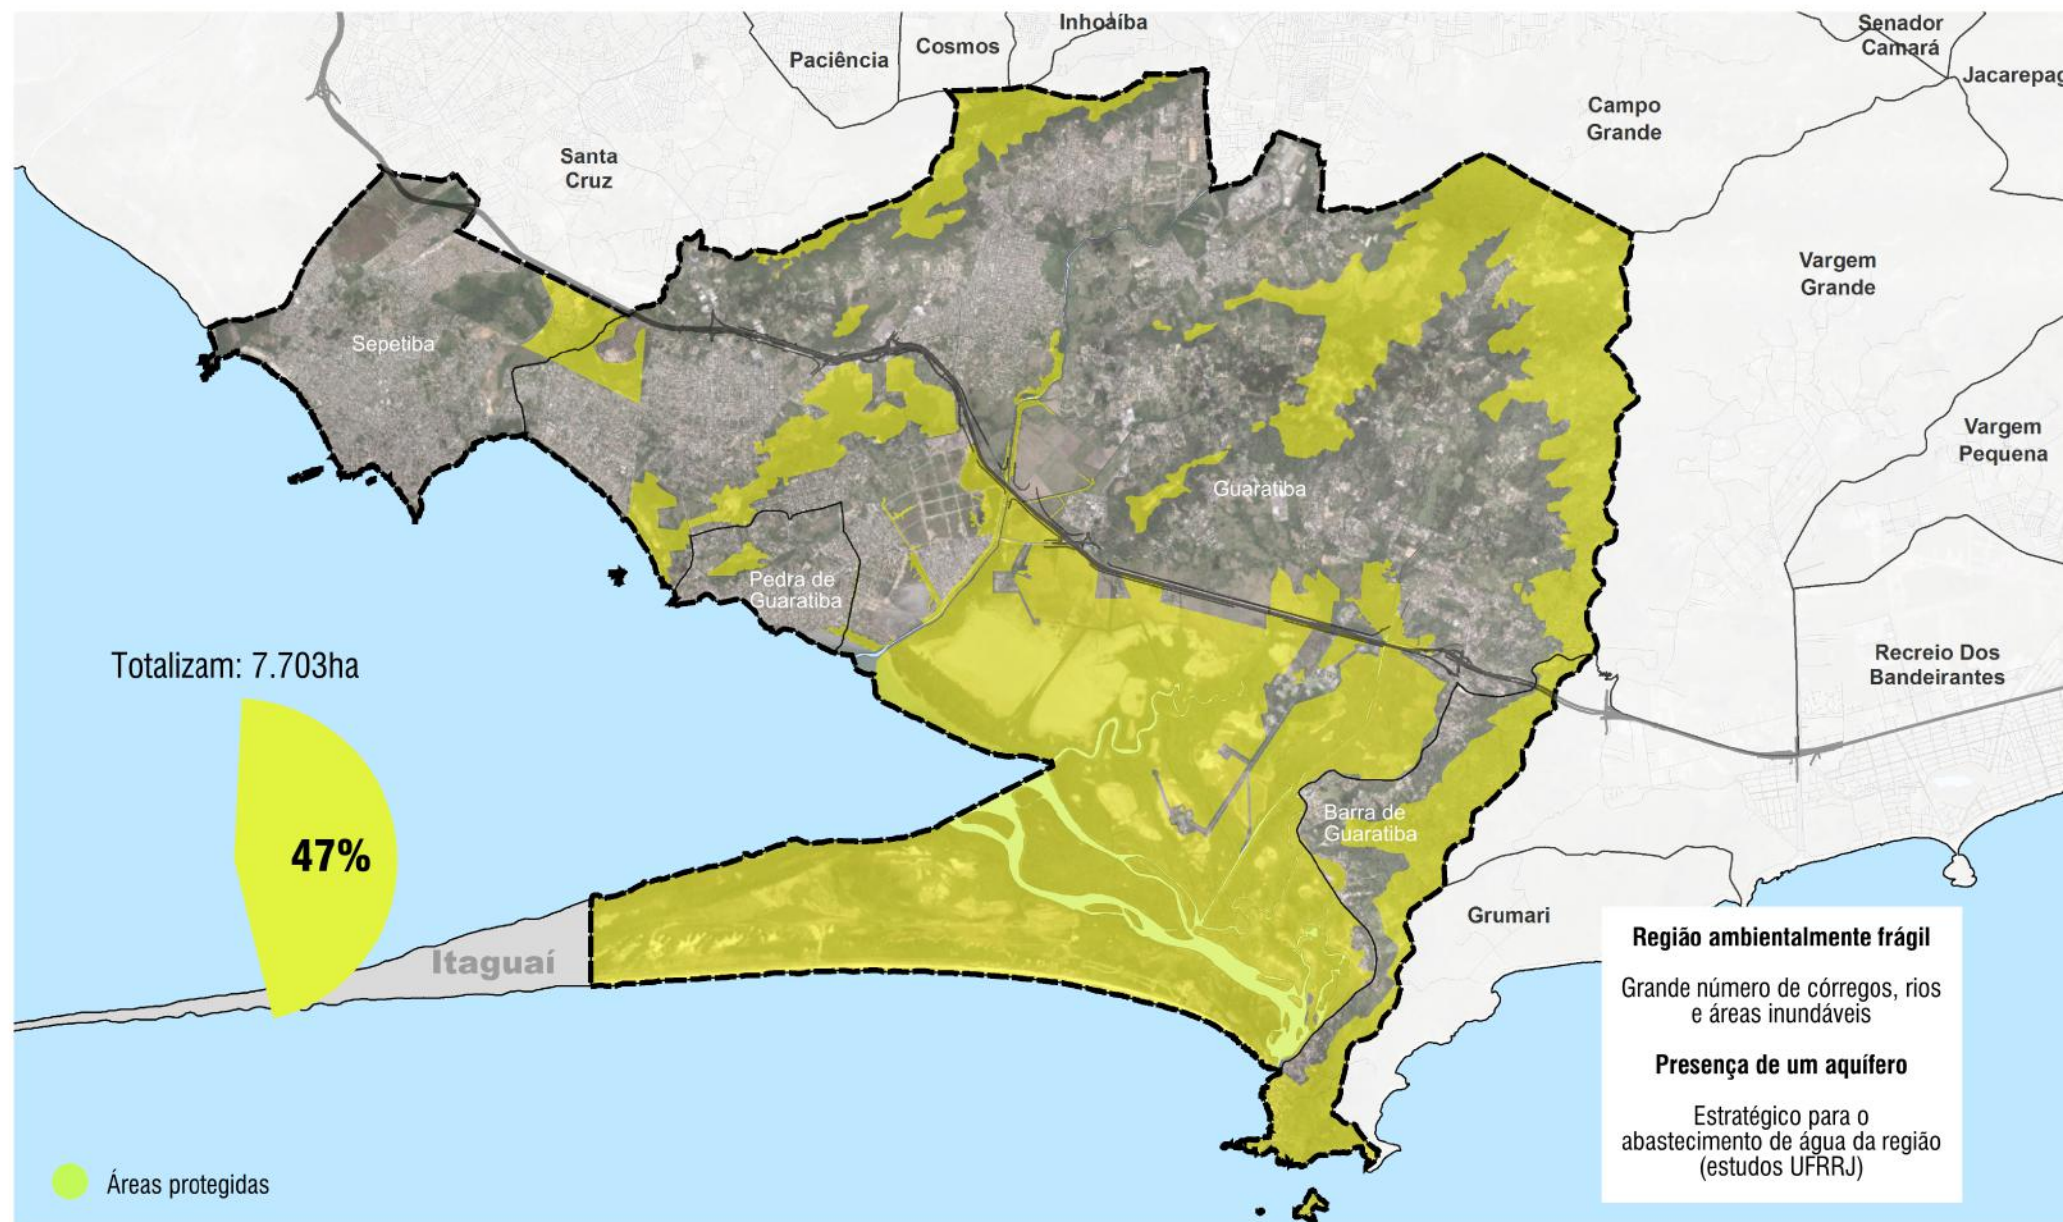 Inhoaíba
Senador
Camará
Paciência
Cosmos
Campo
Grande
Santa
Cruz
Vargem
Grande
Sepetiba
Vargem
Pequena
Guaratiba
Pedra de
Guaratiba
Totalizam: 7.703ha
Recreio Dos
Bandeirantes
47%
Barra de
Guaratiba
Grumari
Itaguaí
Região ambientalmente frágil
Grande número de córregos, rios
e áreas inundáveis
Presença de um aquífero
Estratégico para o
abastecimento de água da região
(estudos UFRRJ)
Áreas protegidas